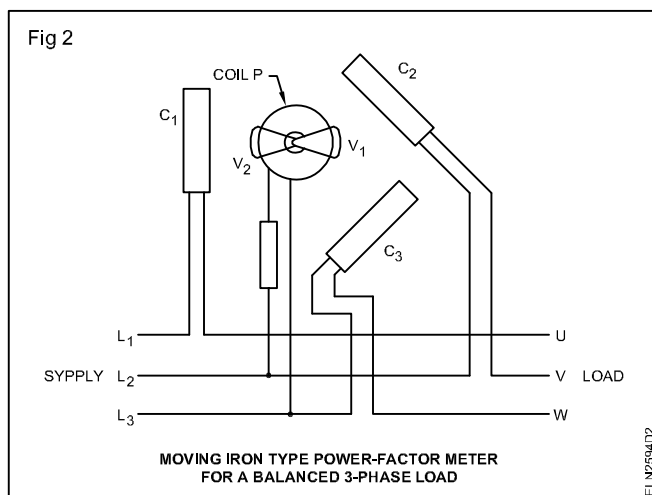 Fig 2
COIL P
C2
C1
V2
V1
C3
L1
U
SYPPLY L2
V LOAD
L3
W
MOVING IRON TYPE POWER-FACTOR METER
FOR A BALANCED 3-PHASE LOAD
ELN2594D2